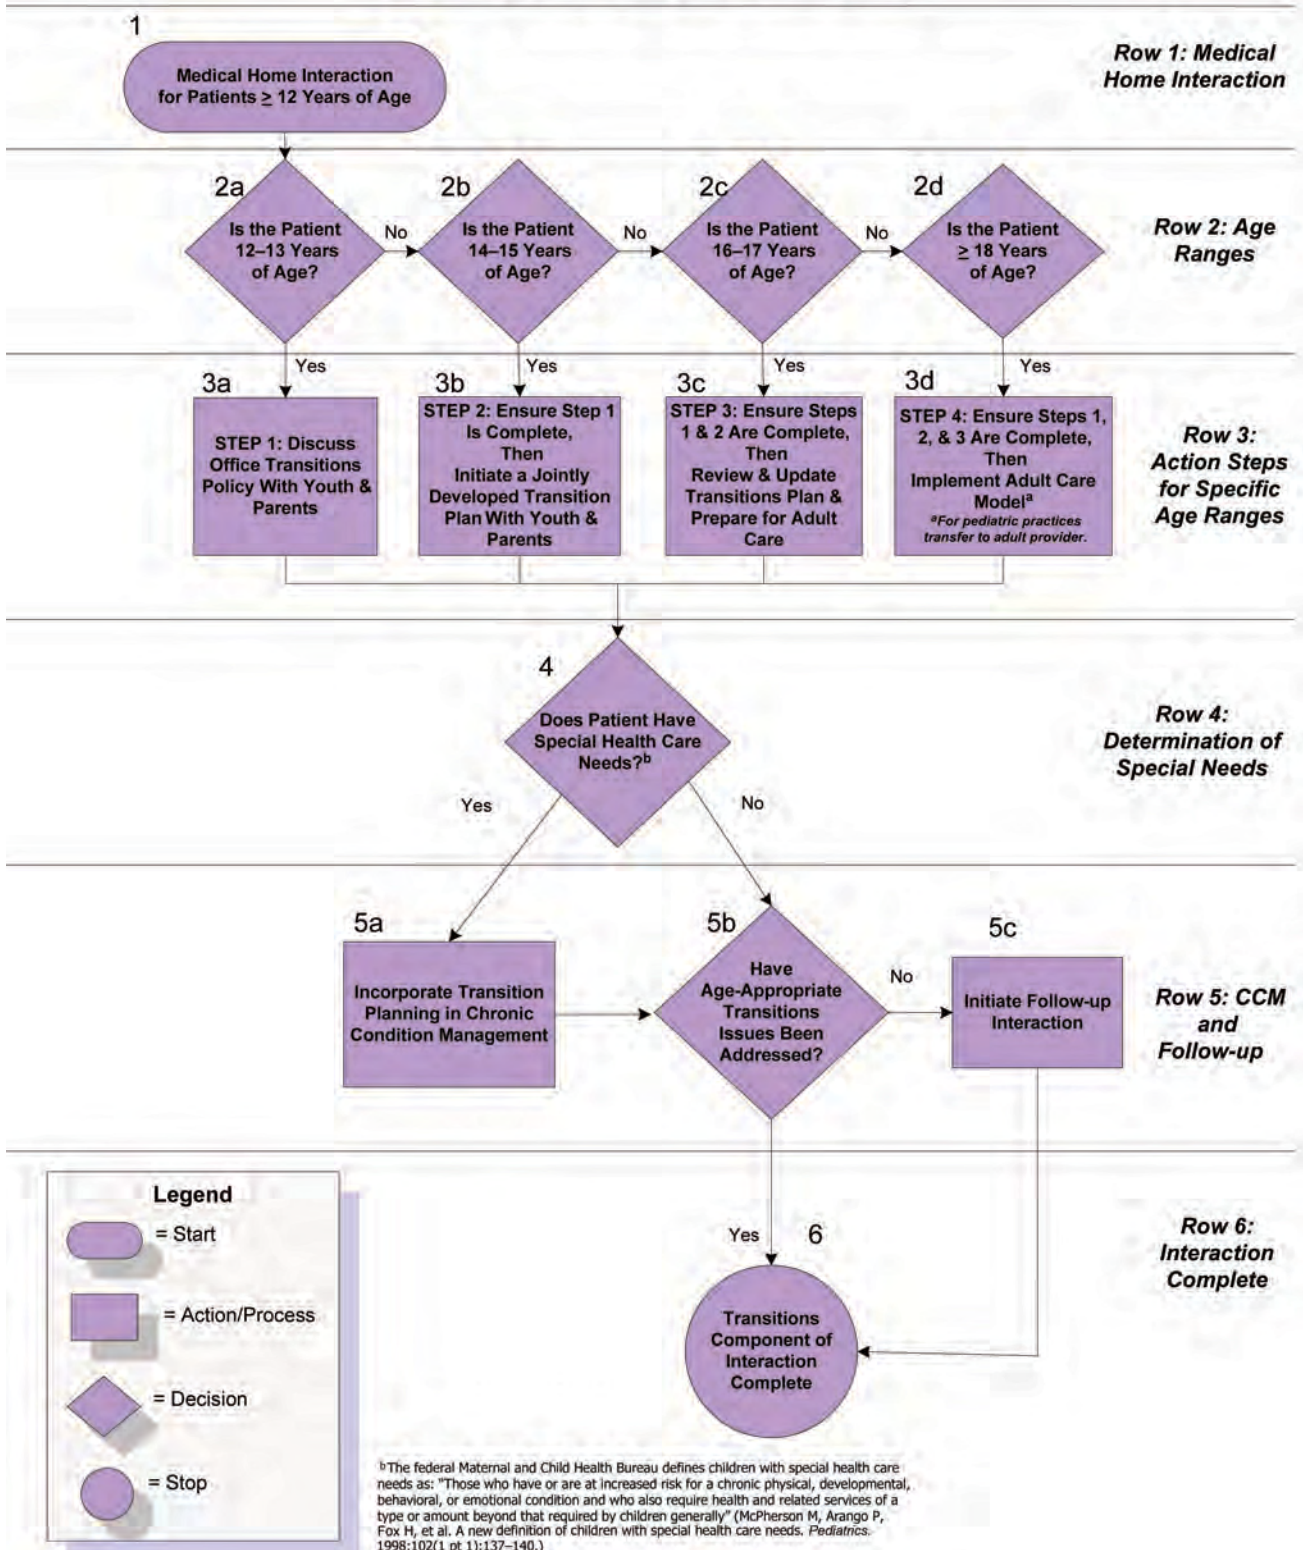 1
Medical Home Interaction
for Patients ≥ 12 Years of Age
Row 1: Medical
Home Interaction
2a
Is the Patient
12–13 Years
of Age?
No
2b
Is the Patient
14–15 Years
of Age?
No
2c
Is the Patient
16–17 Years
of Age?
No
2d
Is the Patient
≥ 18 Years
of Age?
Row 2: Age
Ranges
Yes
Yes
Yes
Yes
3a
STEP 1: Discuss
Office Transitions
Policy With Youth &
Parents
3b
STEP 2: Ensure Step 1
Is Complete,
Then
Initiate a Jointly
Developed Transition
Plan With Youth &
Parents
3c
STEP 3: Ensure Steps
1 & 2 Are Complete,
Then
Review & Update
Transitions Plan &
Prepare for Adult
Care
3d
STEP 4: Ensure Steps 1,
2, & 3 Are Complete,
Then
Implement Adult Care
Modelᵃ
ᵃFor pediatric practices
transfer to adult provider.
Row 3:
Action Steps
for Specific
Age Ranges
4
Does Patient Have
Special Health Care
Needs?ᵇ
Yes
No
Row 4:
Determination of
Special Needs
5a
Incorporate Transition
Planning in Chronic
Condition Management
5b
Have
Age-Appropriate
Transitions
Issues Been
Addressed?
No
5c
Initiate Follow-up
Interaction
Row 5: CCM
and
Follow-up
Yes
6
Transitions
Component of
Interaction
Complete
Row 6:
Interaction
Complete
Legend
= Start
= Action/Process
= Decision
= Stop
ᵇThe federal Maternal and Child Health Bureau defines children with special health care
needs as: "Those who have or are at increased risk for a chronic physical, developmental,
behavioral, or emotional condition and who also require health and related services of a
type or amount beyond that required by children generally" (McPherson M, Arango P,
Fox H, et al. A new definition of children with special health care needs. Pediatrics.
1998;102(1 pt 1):137–140.)